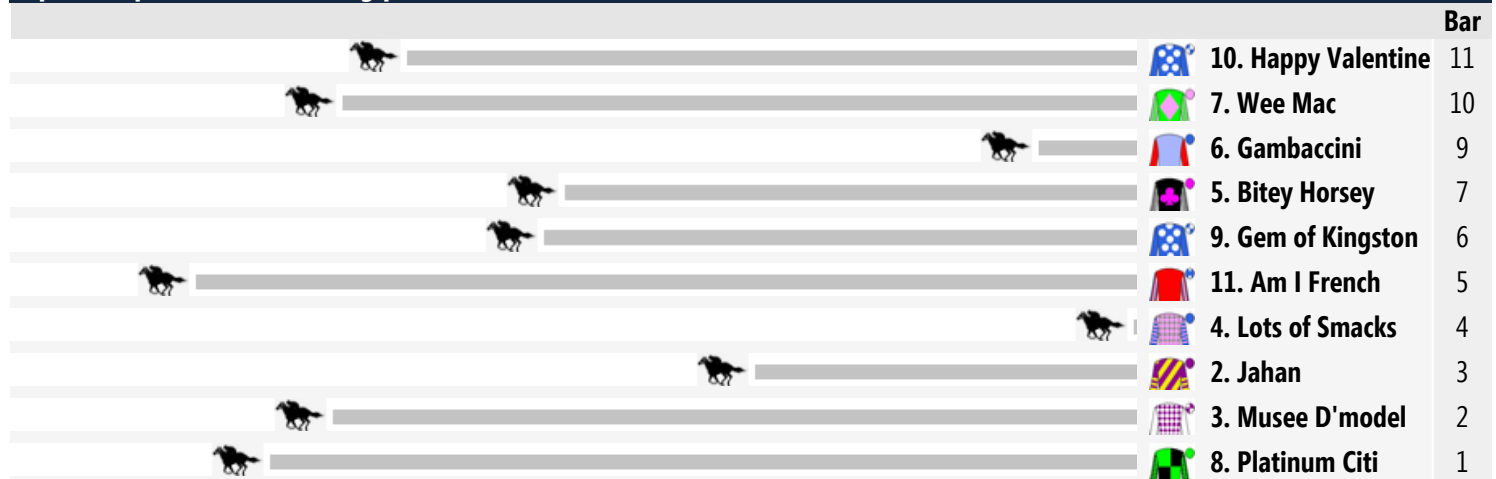 Bar
10. Happy Valentine 11
7. Wee Mac 10
6. Gambaccini 9
5. Bitey Horsey 7
9. Gem of Kingston 6
11. Am I French 5
4. Lots of Smacks 4
2. Jahan 3
3. Musee D'model 2
8. Platinum Citi 1